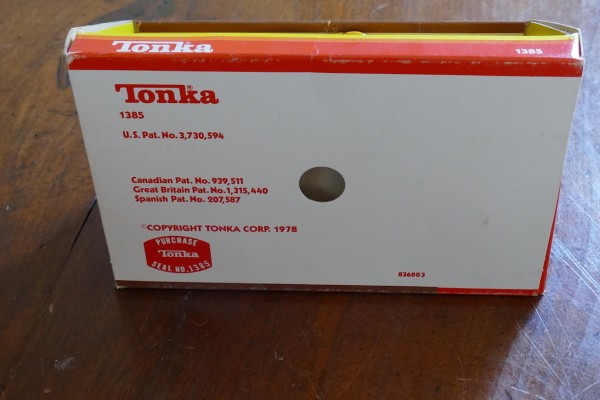 Tonka 1385
Tonka
1385
U.S. Pat. No. 3,730,594
Canadian Pat. No. 939,511
Great Britain Pat. No. 1,315,440
Spanish Pat. No. 207,587
©COPYRIGHT TONKA CORP. 1978
PURCHASE
Tonka
SEAL NO. 1385
836803